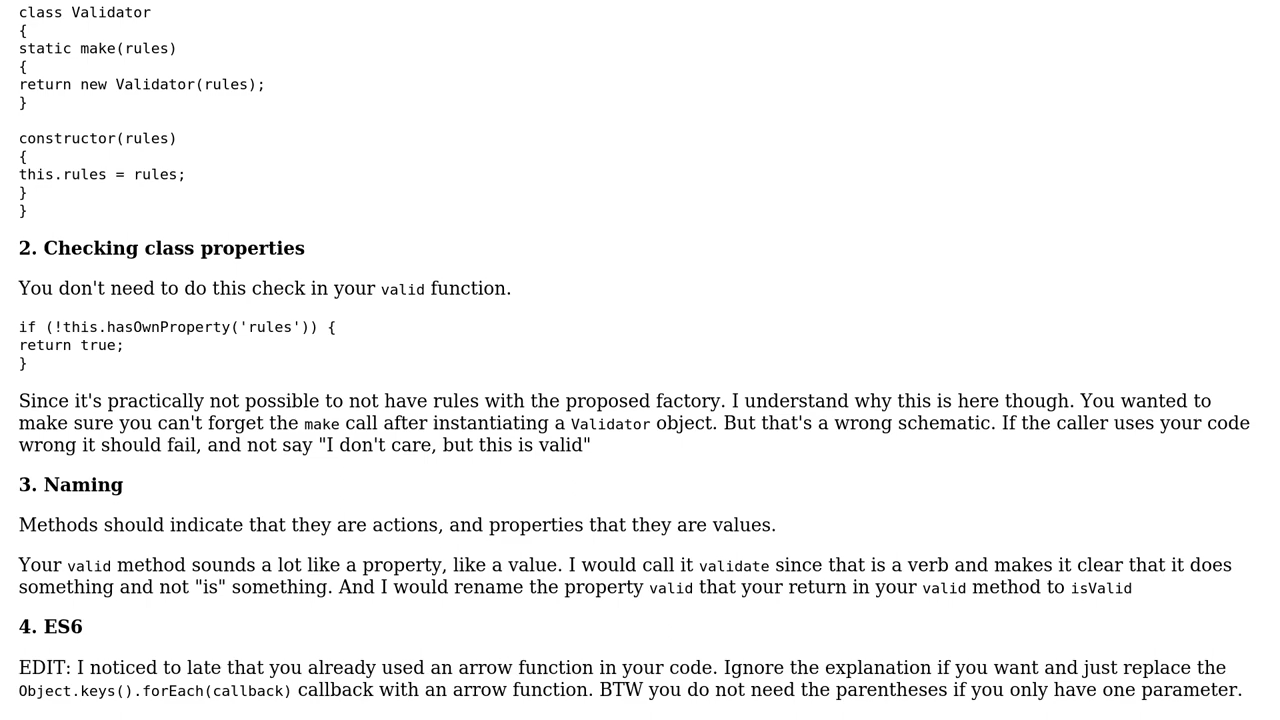 class Validator
{
static make(rules)
{
return new Validator(rules);
}
constructor(rules)
{
this.rules = rules;
}
}
2. Checking class properties
You don't need to do this check in your valid function.
if (!this.hasOwnProperty('rules')) {
return true;
}
Since it's practically not possible to not have rules with the proposed factory. I understand why this is here though. You wanted to
make sure you can't forget the make call after instantiating a Validator object. But that's a wrong schematic. If the caller uses your code
wrong it should fail, and not say "I don't care, but this is valid"
3. Naming
Methods should indicate that they are actions, and properties that they are values.
Your valid method sounds a lot like a property, like a value. I would call it validate since that is a verb and makes it clear that it does
something and not "is" something. And I would rename the property valid that your return in your valid method to isValid
4. ES6
EDIT: I noticed to late that you already used an arrow function in your code. Ignore the explanation if you want and just replace the
Object.keys().forEach(callback) callback with an arrow function. BTW you do not need the parentheses if you only have one parameter.